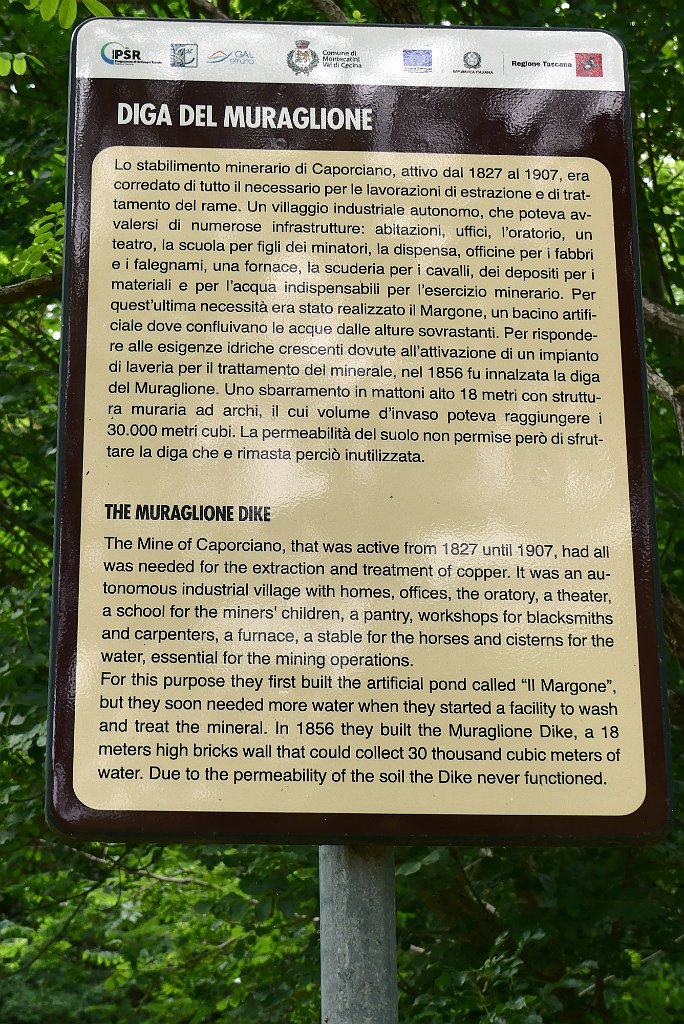 IPSR
GAL
etruria
Comune di
Montecatini
Val di Cecina
REPUBBLICA ITALIANA
Regione Toscana
DIGA DEL MURAGLIONE
Lo stabilimento minerario di Caporciano, attivo dal 1827 al 1907, era
corredato di tutto il necessario per le lavorazioni di estrazione e di trat-
tamento del rame. Un villaggio industriale autonomo, che poteva av-
valersi di numerose infrastrutture: abitazioni, uffici, l'oratorio, un
teatro, la scuola per figli dei minatori, la dispensa, officine per i fabbri
e i falegnami, una fornace, la scuderia per i cavalli, dei depositi per i
materiali e per l'acqua indispensabili per l'esercizio minerario. Per
quest'ultima necessità era stato realizzato il Margone, un bacino artifi-
ciale dove confluivano le acque dalle alture sovrastanti. Per risponde-
re alle esigenze idriche crescenti dovute all'attivazione di un impianto
di laveria per il trattamento del minerale, nel 1856 fu innalzata la diga
del Muraglione. Uno sbarramento in mattoni alto 18 metri con struttu-
ra muraria ad archi, il cui volume d'invaso poteva raggiungere i
30.000 metri cubi. La permeabilità del suolo non permise però di sfrut-
tare la diga che e rimasta perciò inutilizzata.
THE MURAGLIONE DIKE
The Mine of Caporciano, that was active from 1827 until 1907, had all
was needed for the extraction and treatment of copper. It was an au-
tonomous industrial village with homes, offices, the oratory, a theater,
a school for the miners' children, a pantry, workshops for blacksmiths
and carpenters, a furnace, a stable for the horses and cisterns for the
water, essential for the mining operations.
For this purpose they first built the artificial pond called “Il Margone”,
but they soon needed more water when they started a facility to wash
and treat the mineral. In 1856 they built the Muraglione Dike, a 18
meters high bricks wall that could collect 30 thousand cubic meters of
water. Due to the permeability of the soil the Dike never functioned.